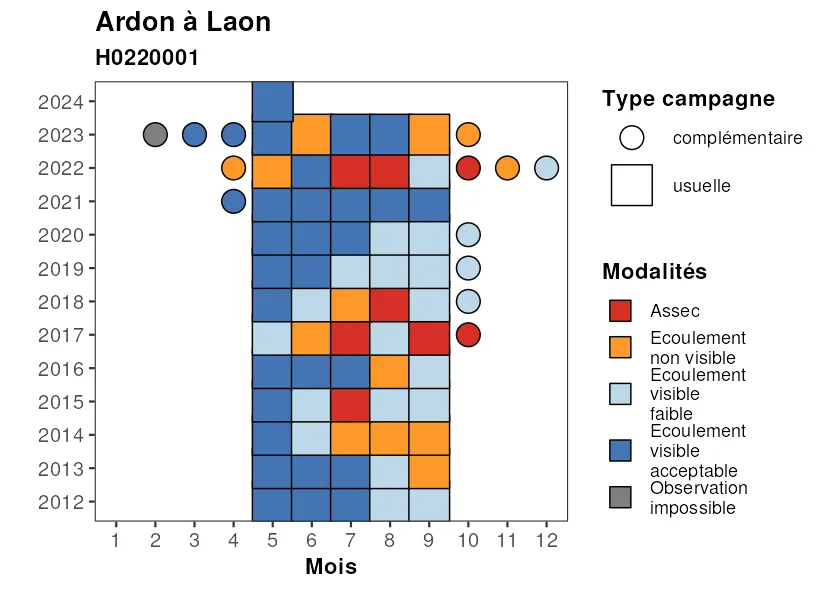 Ardon à Laon
H0220001
2024
2023
2022
2021
2020
2019
2018
2017
2016
2015
2014
2013
2012
1 2 3 4 5 6 7 8 9 10 11 12
Mois
Type campagne
complémentaire
usuelle
Modalités
Assec
Ecoulement
non visible
Ecoulement
visible
faible
Ecoulement
visible
acceptable
Observation
impossible